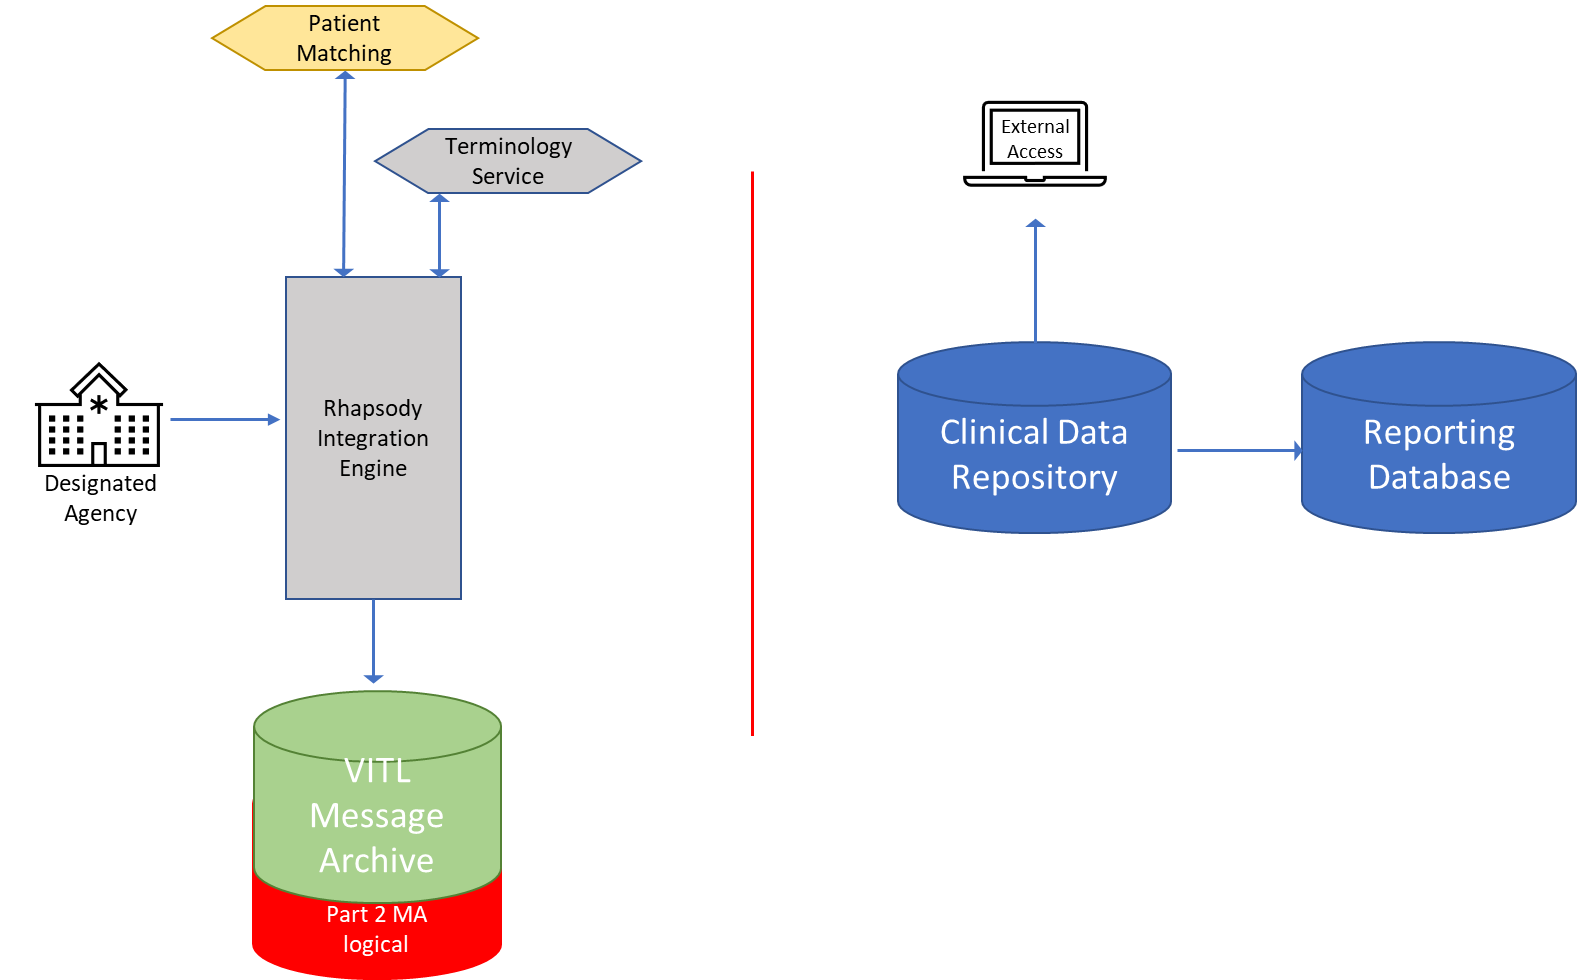 Patient
Matching
Terminology
Service
External
Access
Rhapsody
Integration
Engine
Designated
Agency
Clinical Data
Repository
Reporting
Database
VITL
Message
Archive
Part 2 MA
logical